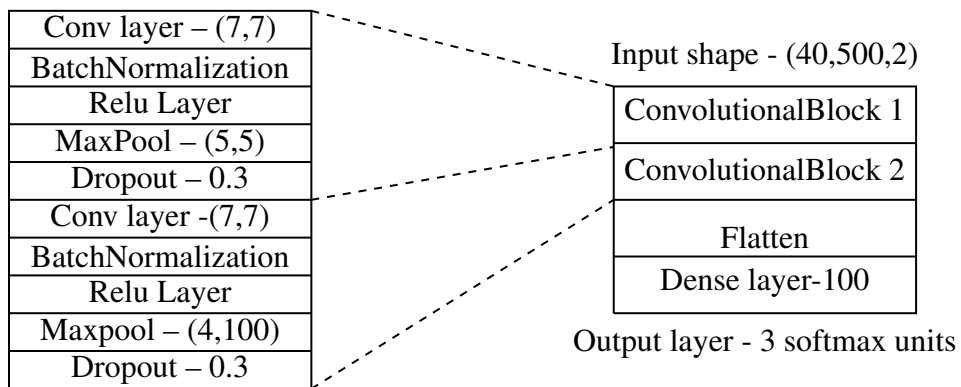 Conv layer – (7,7)
BatchNormalization
Relu Layer
MaxPool – (5,5)
Dropout – 0.3
Conv layer -(7,7)
BatchNormalization
Relu Layer
Maxpool – (4,100)
Dropout – 0.3
Input shape - (40,500,2)
ConvolutionalBlock 1
ConvolutionalBlock 2
Flatten
Dense layer-100
Output layer - 3 softmax units